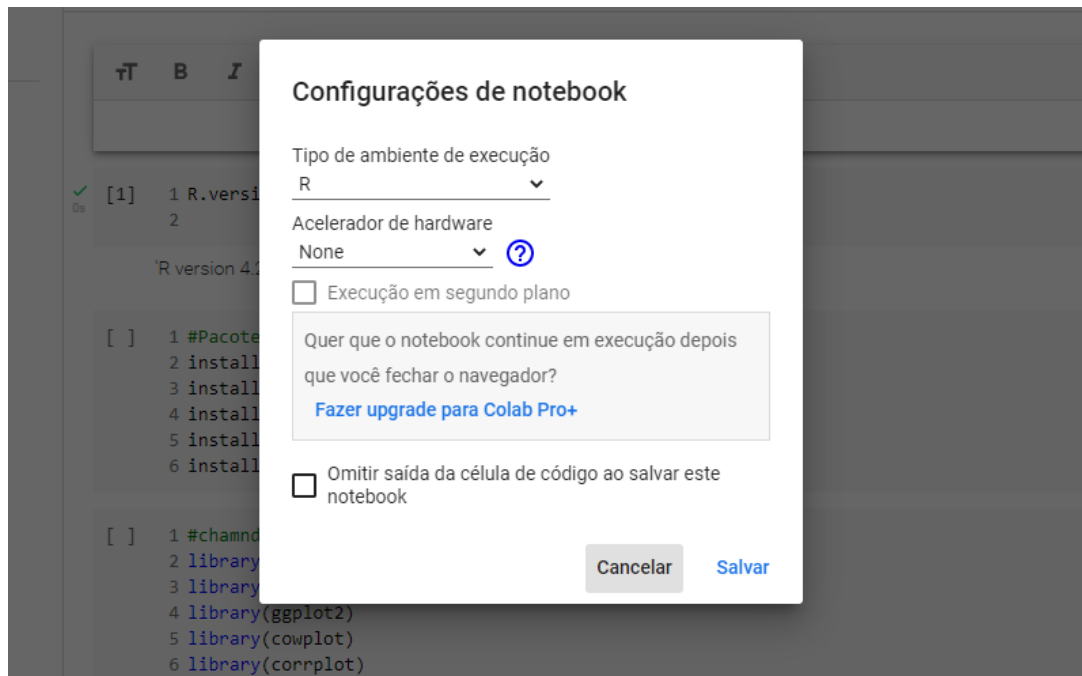 TT B I
Configurações de notebook
Tipo de ambiente de execução
R
Acelerador de hardware
None
?
Execução em segundo plano
Quer que o notebook continue em execução depois
que você fechar o navegador?
Fazer upgrade para Colab Pro+
Omitir saída da célula de código ao salvar este
notebook
Cancelar Salvar
[1] 1 R.versi
0s 2
'R version 4.2
[ ] 1 #Pacote
2 install
3 install
4 install
5 install
6 install
[ ] 1 #chamnd
2 library
3 library
4 library(ggplot2)
5 library(cowplot)
6 library(corrplot)